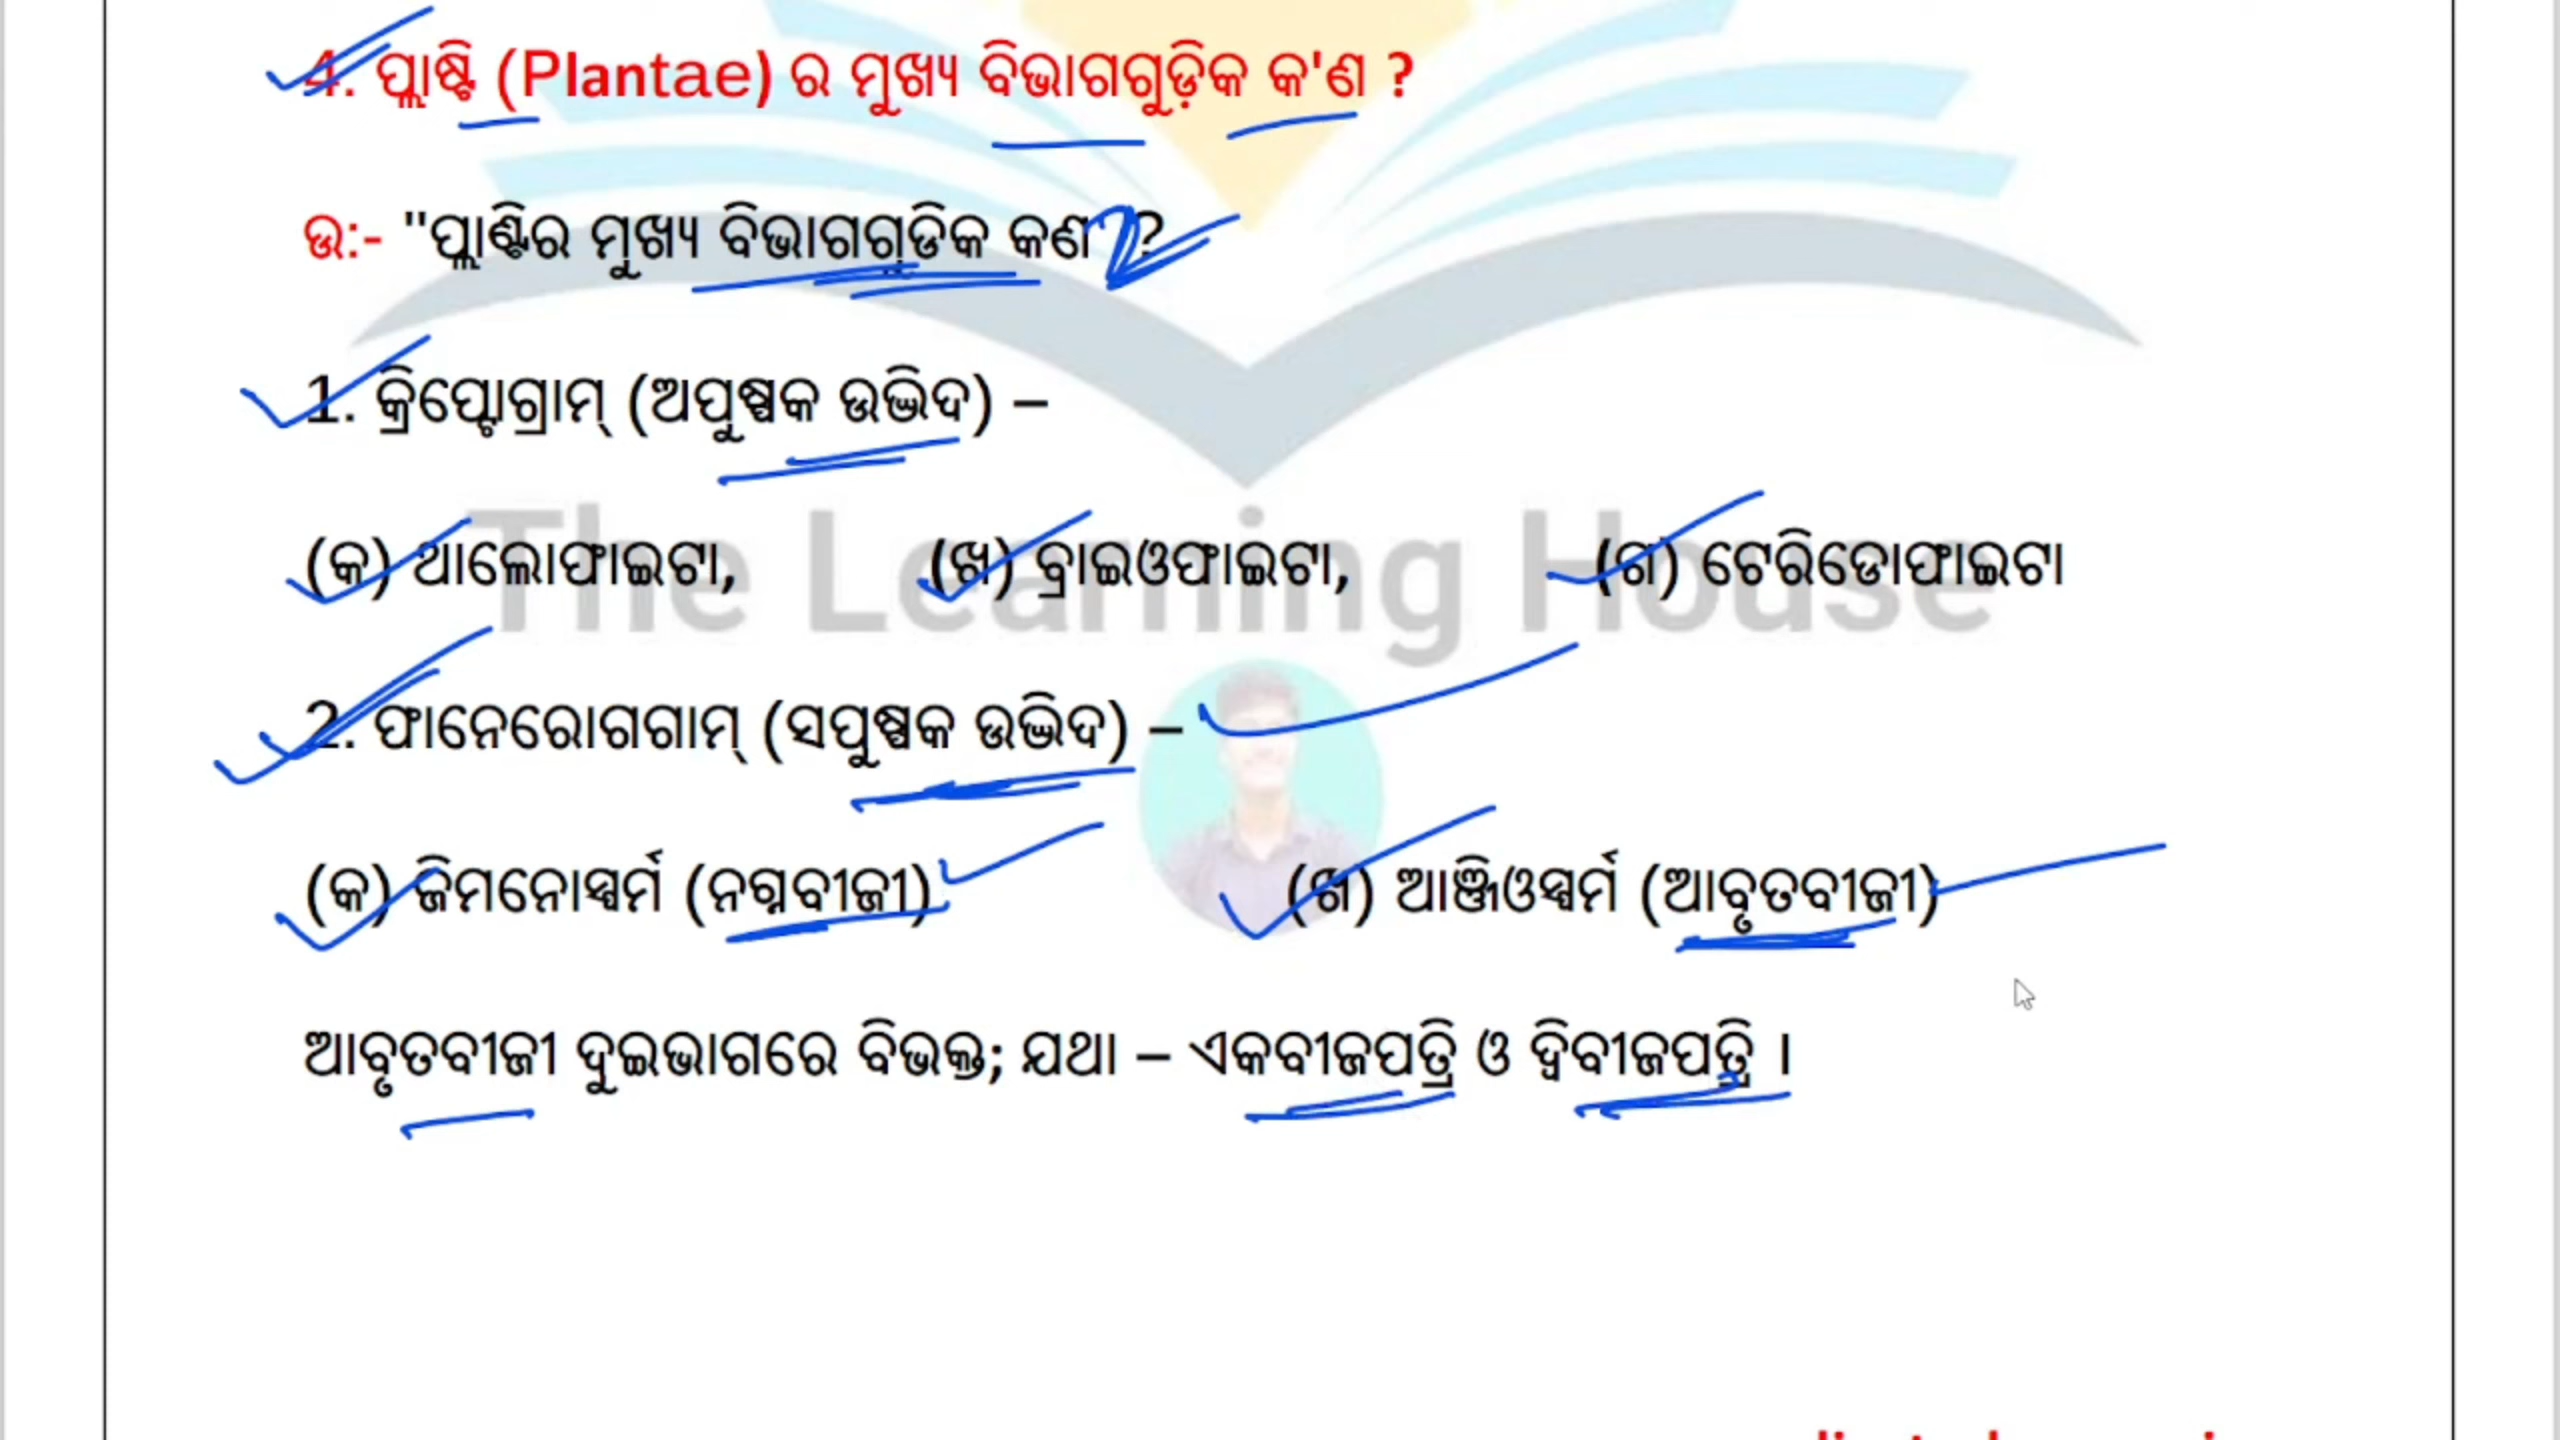 4. ପ୍ଲାଷ୍ଟି (Plantae) ର ମୁଖ୍ୟ ବିଭାଗଗୁଡ଼ିକ କ'ଣ ?
ଉ:- "ପ୍ଲାଣ୍ଟିର ମୁଖ୍ୟ ବିଭାଗଗୁଡିକ କଣ ?
1. କ୍ରିପ୍ଟୋଗ୍ରାମ୍ (ଅପୁଷ୍ପକ ଉଦ୍ଭିଦ) –
(କ) ଥାଲୋଫାଇଟା, (ଖ) ବ୍ରାଇଓଫାଇଟା, (ଗ) ଟେରିଡୋଫାଇଟା
The Learning House
2. ଫାନେରୋଗଗାମ୍ (ସପୁଷ୍ପକ ଉଦ୍ଭିଦ) –
(କ) ଜିମନୋସ୍ପର୍ମ (ନଗ୍ନବୀଜୀ) (ଖ) ଆଞ୍ଜିଓସ୍ପର୍ମ (ଆବୃତବୀଜୀ)
ଆବୃତବୀଜୀ ଦୁଇଭାଗରେ ବିଭକ୍ତ; ଯଥା – ଏକବୀଜପତ୍ରି ଓ ଦ୍ୱିବୀଜପତ୍ରି ।